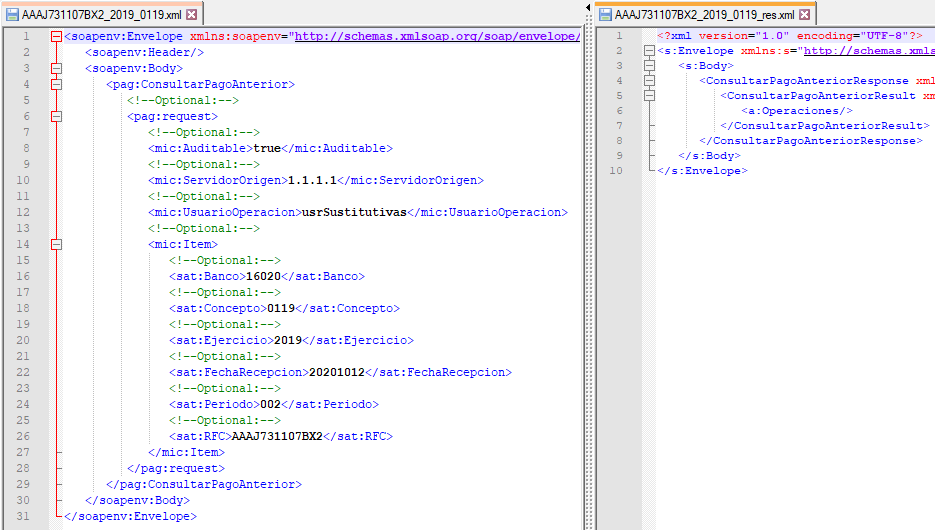 AAAJ731107BX2_2019_0119.xml
1 <soapenv:Envelope xmlns:soapenv="http://schemas.xmlsoap.org/soap/envelope/
2 <soapenv:Header/>
3 <soapenv:Body>
4 <pag:ConsultarPagoAnterior>
5 <!--Optional:-->
6 <pag:request>
7 <!--Optional:-->
8 <mic:Auditable>true</mic:Auditable>
9 <!--Optional:-->
10 <mic:ServidorOrigen>1.1.1.1</mic:ServidorOrigen>
11 <!--Optional:-->
12 <mic:UsuarioOperacion>usrSustitutivas</mic:UsuarioOperacion>
13 <!--Optional:-->
14 <mic:Item>
15 <!--Optional:-->
16 <sat:Banco>16020</sat:Banco>
17 <!--Optional:-->
18 <sat:Concepto>0119</sat:Concepto>
19 <!--Optional:-->
20 <sat:Ejercicio>2019</sat:Ejercicio>
21 <!--Optional:-->
22 <sat:FechaRecepcion>20201012</sat:FechaRecepcion>
23 <!--Optional:-->
24 <sat:Periodo>002</sat:Periodo>
25 <!--Optional:-->
26 <sat:RFC>AAAJ731107BX2</sat:RFC>
27 </mic:Item>
28 </pag:request>
29 </pag:ConsultarPagoAnterior>
30 </soapenv:Body>
31 </soapenv:Envelope>
AAAJ731107BX2_2019_0119_res.xml
1 <?xml version="1.0" encoding="UTF-8"?>
2 <s:Envelope xmlns:s="http://schemas.xmls
3 <s:Body>
4 <ConsultarPagoAnteriorResponse xml
5 <ConsultarPagoAnteriorResult xm
6 <a:Operaciones/>
7 </ConsultarPagoAnteriorResult>
8 </ConsultarPagoAnteriorResponse>
9 </s:Body>
10 </s:Envelope>